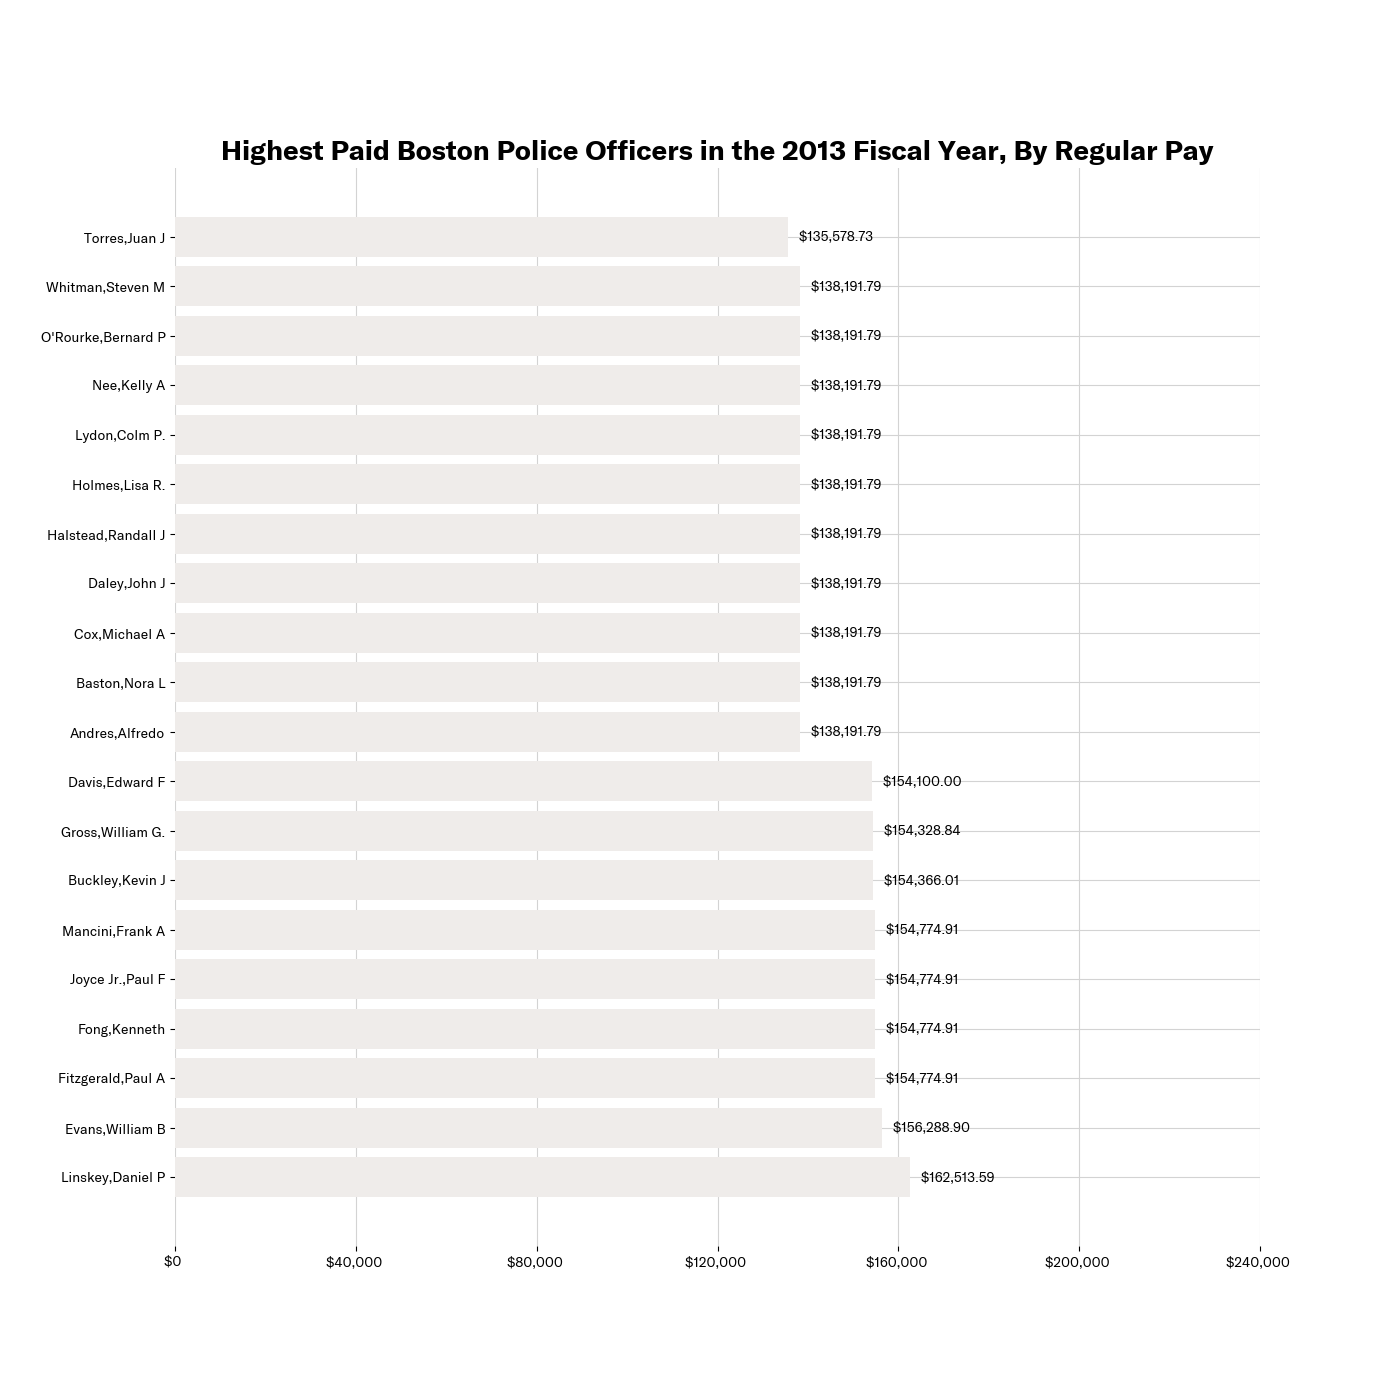 Highest Paid Boston Police Officers in the 2013 Fiscal Year, By Regular Pay
Torres,Juan J $135,578.73
Whitman,Steven M $138,191.79
O'Rourke,Bernard P $138,191.79
Nee,Kelly A $138,191.79
Lydon,Colm P. $138,191.79
Holmes,Lisa R. $138,191.79
Halstead,Randall J $138,191.79
Daley,John J $138,191.79
Cox,Michael A $138,191.79
Baston,Nora L $138,191.79
Andres,Alfredo $138,191.79
Davis,Edward F $154,100.00
Gross,William G. $154,328.84
Buckley,Kevin J $154,366.01
Mancini,Frank A $154,774.91
Joyce Jr.,Paul F $154,774.91
Fong,Kenneth $154,774.91
Fitzgerald,Paul A $154,774.91
Evans,William B $156,288.90
Linskey,Daniel P $162,513.59
$0 $40,000 $80,000 $120,000 $160,000 $200,000 $240,000